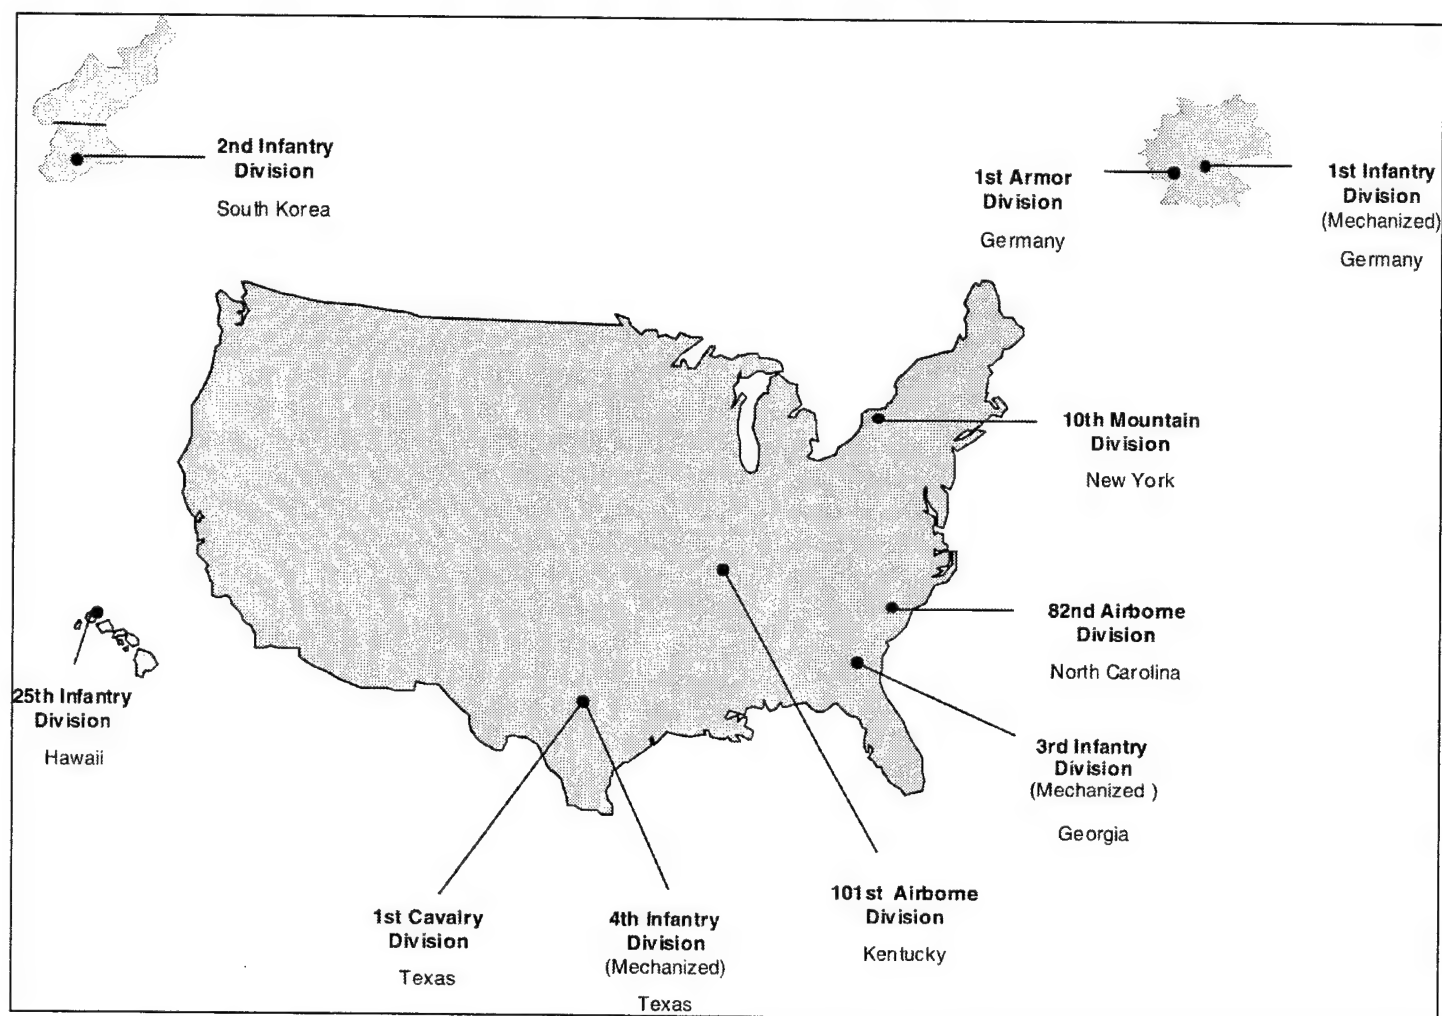 2nd Infantry
Division
South Korea
1st Armor
Division
Germany
1st Infantry
Division
(Mechanized)
Germany
10th Mountain
Division
New York
82nd Airborne
Division
North Carolina
25th Infantry
Division
Hawaii
3rd Infantry
Division
(Mechanized )
Georgia
101st Airborne
Division
Kentucky
1st Cavalry
Division
Texas
4th Infantry
Division
(Mechanized)
Texas